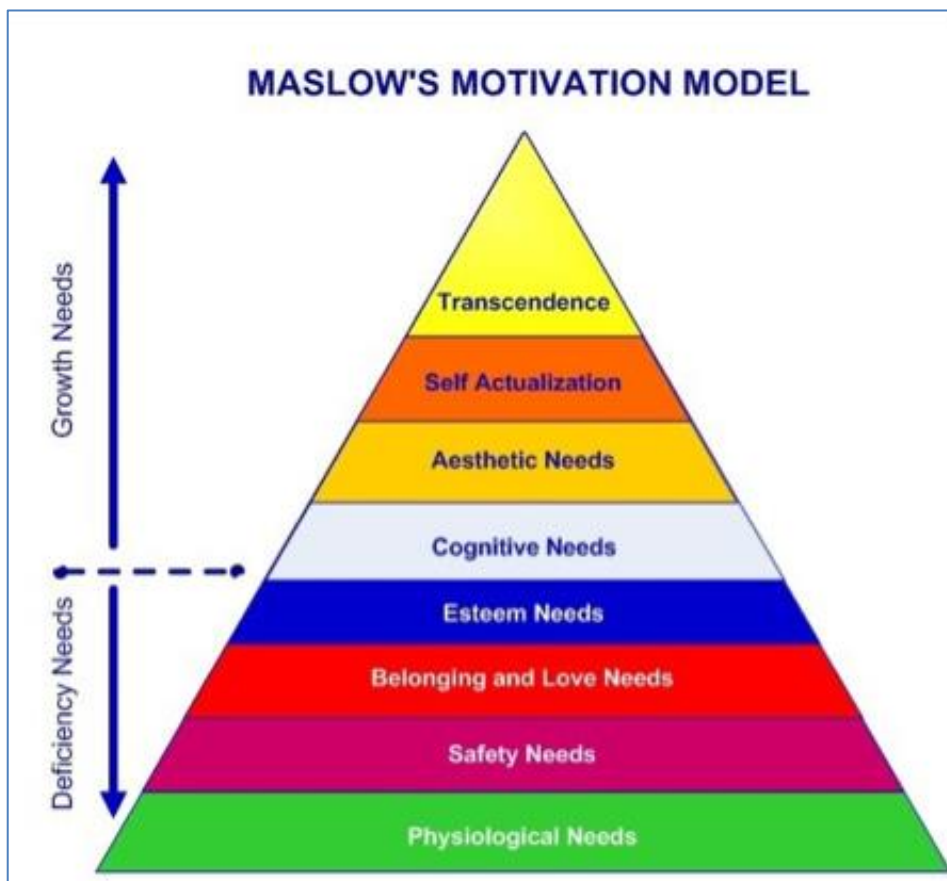 MASLOW'S MOTIVATION MODEL
Growth Needs
Deficiency Needs
Transcendence
Self Actualization
Aesthetic Needs
Cognitive Needs
Esteem Needs
Belonging and Love Needs
Safety Needs
Physiological Needs